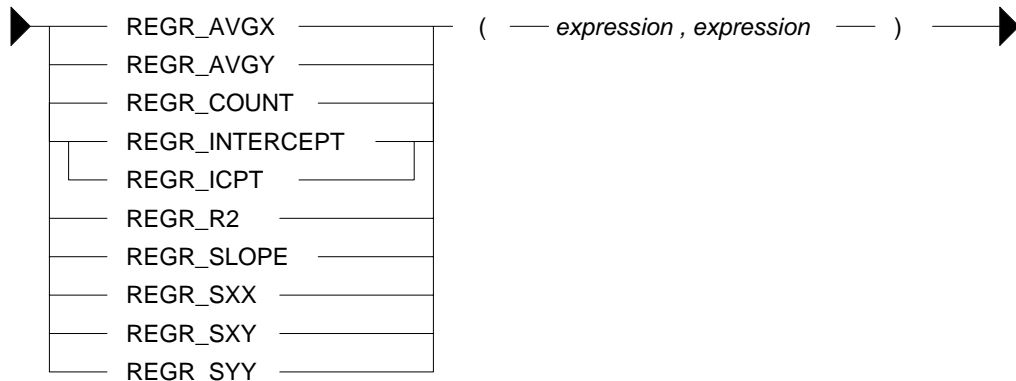 REGR_AVGX ( expression , expression )
REGR_AVGY
REGR_COUNT
REGR_INTERCEPT
REGR_ICPT
REGR_R2
REGR_SLOPE
REGR_SXX
REGR_SXY
REGR_SYY